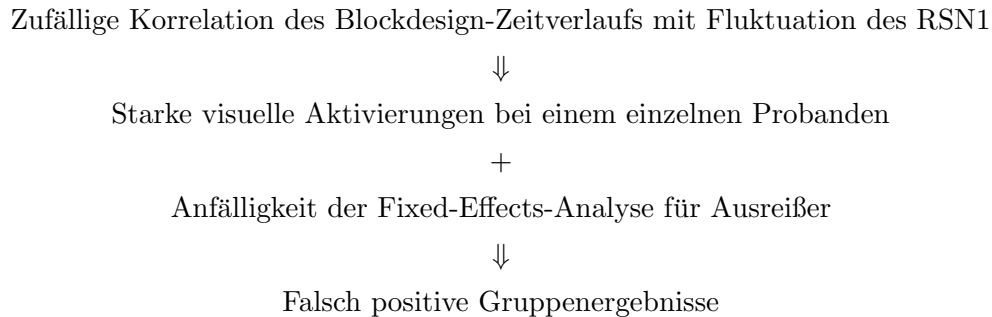 Zufällige Korrelation des Blockdesign-Zeitverlaufs mit Fluktuation des RSN1
⇓
Starke visuelle Aktivierungen bei einem einzelnen Probanden
+
Anfälligkeit der Fixed-Effects-Analyse für Ausreißer
⇓
Falsch positive Gruppenergebnisse